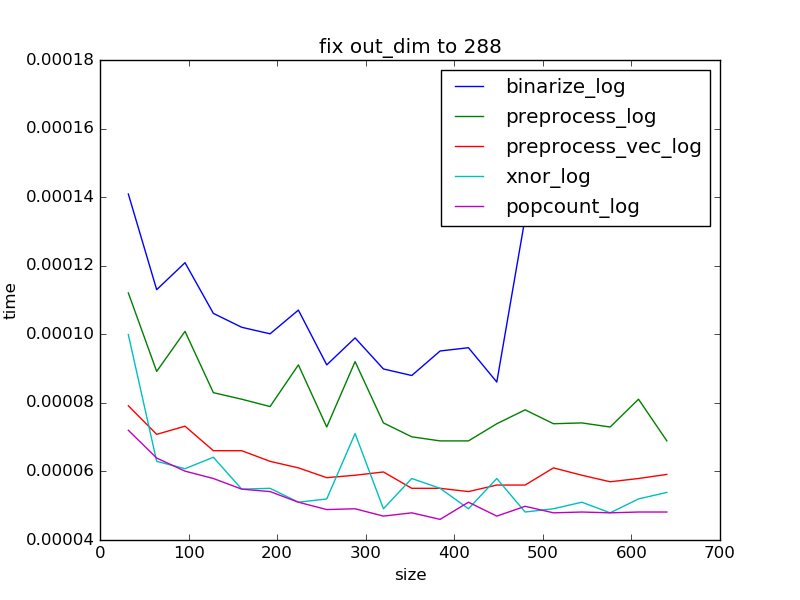 fix out_dim to 288
0.00018
0.00016
0.00014
0.00012
0.00010
0.00008
0.00006
0.00004
time
binarize_log
preprocess_log
preprocess_vec_log
xnor_log
popcount_log
0 100 200 300 400 500 600 700
size